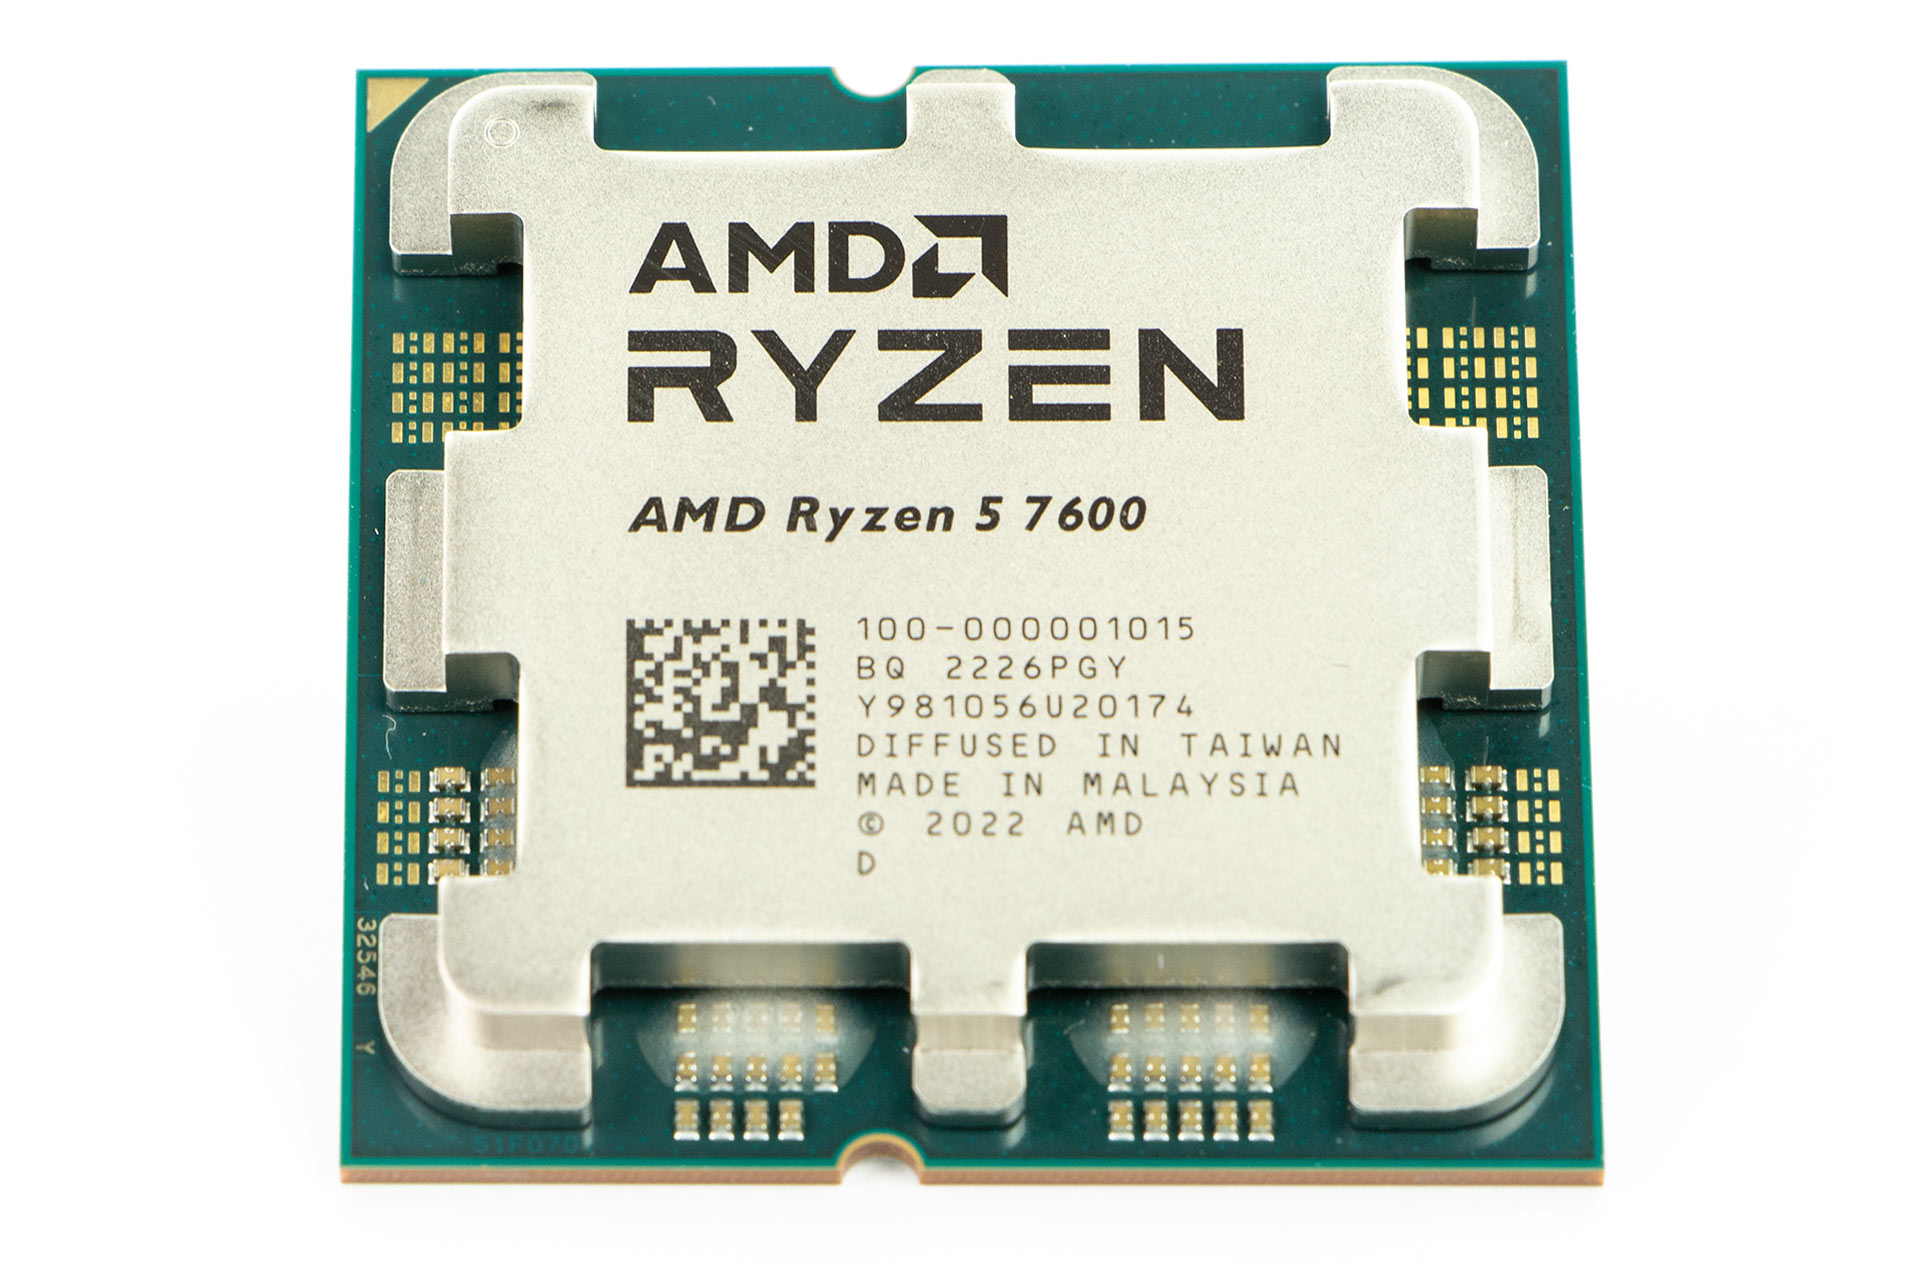 AMD
RYZEN
AMD Ryzen 5 7600
100-000001015
BQ 2226PGY
Y981056U20174
DIFFUSED IN TAIWAN
MADE IN MALAYSIA
© 2022 AMD
D
32546 Y